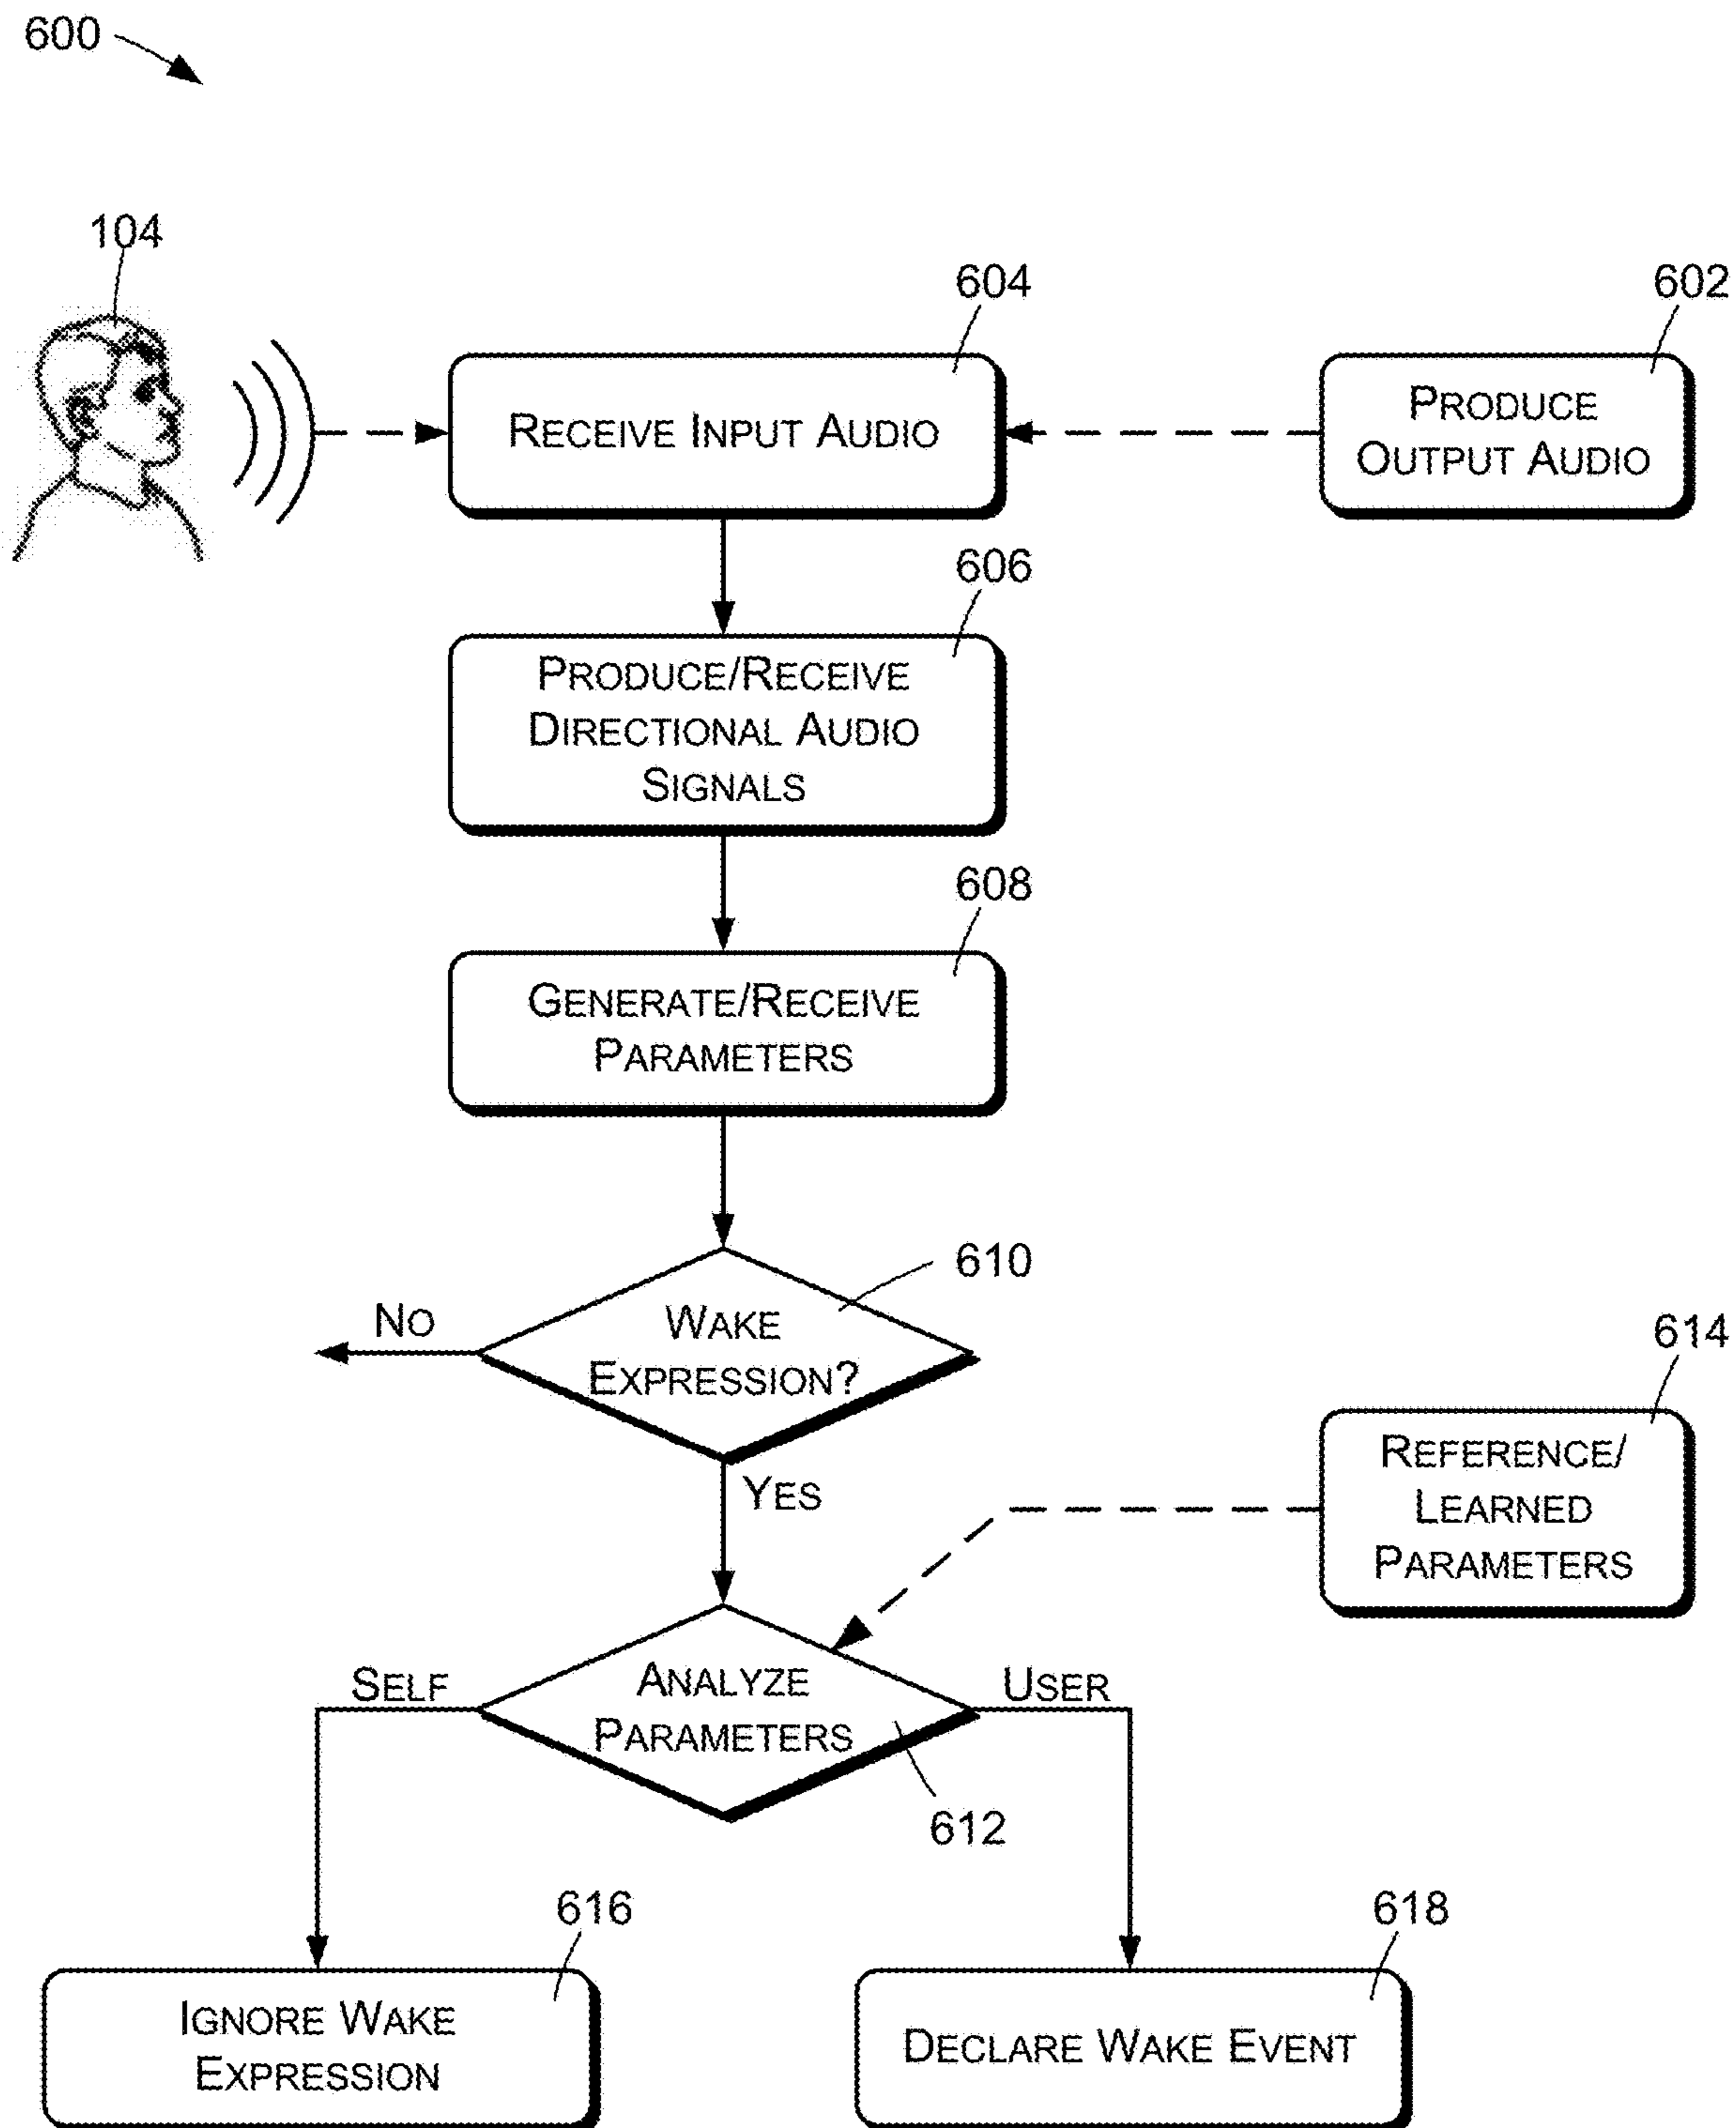 600
104
604
602
RECEIVE INPUT AUDIO
PRODUCE
OUTPUT AUDIO
606
PRODUCE/RECEIVE
DIRECTIONAL AUDIO
SIGNALS
608
GENERATE/RECEIVE
PARAMETERS
610
NO
WAKE
EXPRESSION?
614
YES
REFERENCE/
LEARNED
PARAMETERS
SELF
ANALYZE
PARAMETERS
USER
612
616
618
IGNORE WAKE
EXPRESSION
DECLARE WAKE EVENT